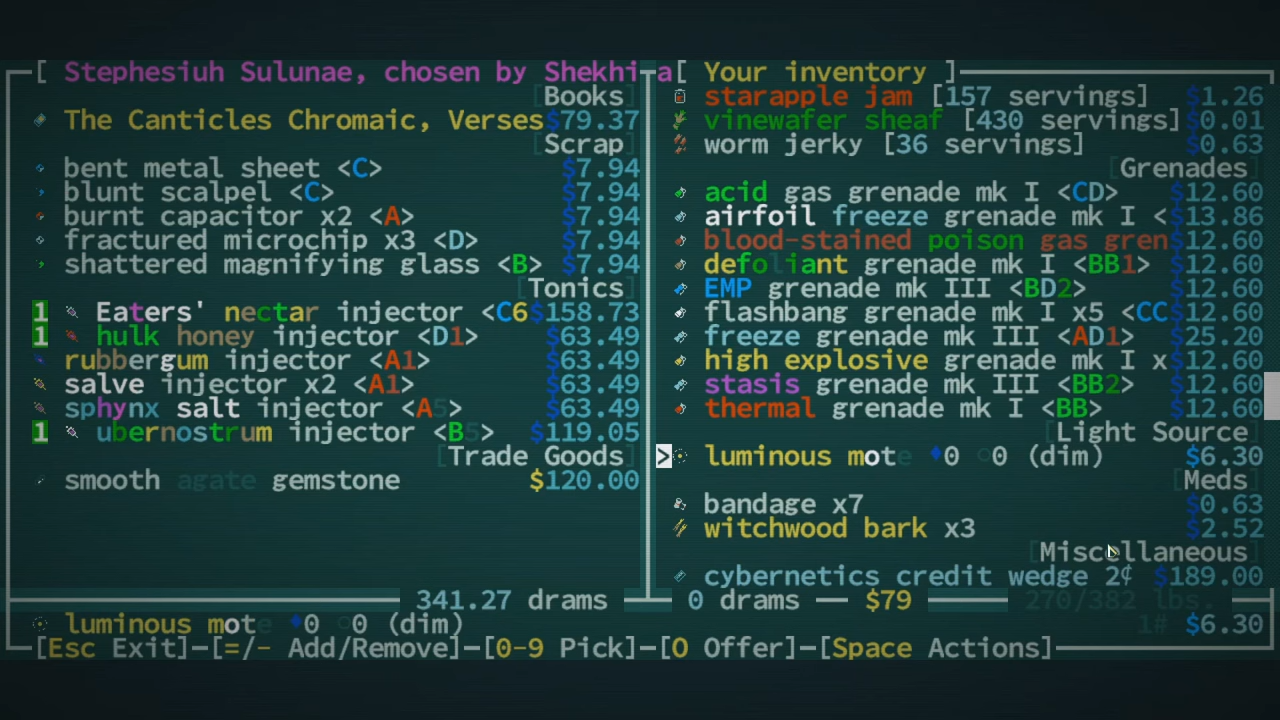 [ Stephesiuh Sulunae, chosen by Shekhi a
[Books]
The Canticles Chromaic, Verses $79.37
[Scrap]
bent metal sheet <C> $7.94
blunt scalpel <C> $7.94
burnt capacitor x2 <A> $7.94
fractured microchip x3 <D> $7.94
shattered magnifying glass <B> $7.94
[Tonics]
1 Eaters' nectar injector <C6 $158.73
1 hulk honey injector <D1> $63.49
rubbergum injector <A1> $63.49
salve injector x2 <A1> $63.49
sphynx salt injector <A5> $63.49
1 ubernostrum injector <B5> $119.05
[Trade Goods]
smooth agate gemstone $120.00
341.27 drams
[ Your inventory ]
starapple jam [157 servings] $1.26
vinewafer sheaf [430 servings] $0.01
worm jerky [36 servings] $0.63
[Grenades]
acid gas grenade mk I <CD> $12.60
airfoil freeze grenade mk I < $13.86
blood-stained poison gas gren $12.60
defoliant grenade mk I <BB1> $12.60
EMP grenade mk III <BD2> $12.60
flashbang grenade mk I x5 <CC $12.60
freeze grenade mk III <AD1> $25.20
high explosive grenade mk I x $12.60
stasis grenade mk III <BB2> $12.60
thermal grenade mk I <BB> $12.60
[Light Source]
> luminous mote ♦0 ○0 (dim) $6.30
[Meds]
bandage x7 $0.63
witchwood bark x3 $2.52
[Miscellaneous]
cybernetics credit wedge 2¢ $189.00
0 drams — $79 270/382 lbs.
luminous mote ♦0 ○0 (dim) 1# $6.30
[Esc Exit]—[=/- Add/Remove]—[0-9 Pick]—[O Offer]—[Space Actions]